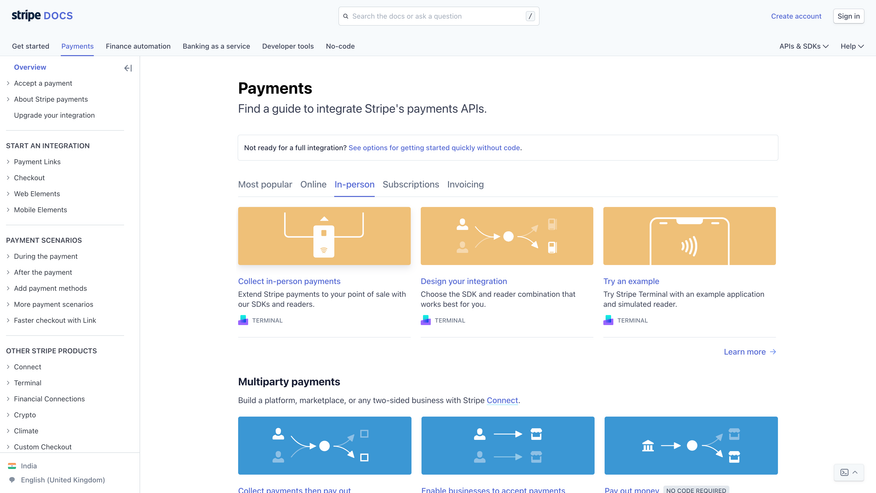 stripe DOCS
Search the docs or ask a question
/
Create account
Sign in
Get started
Payments
Finance automation
Banking as a service
Developer tools
No-code
APIs & SDKs
Help
Overview
Accept a payment
About Stripe payments
Upgrade your integration
START AN INTEGRATION
Payment Links
Checkout
Web Elements
Mobile Elements
PAYMENT SCENARIOS
During the payment
After the payment
Add payment methods
More payment scenarios
Faster checkout with Link
OTHER STRIPE PRODUCTS
Connect
Terminal
Financial Connections
Crypto
Climate
Custom Checkout
India
English (United Kingdom)
Payments
Find a guide to integrate Stripe's payments APIs.
Not ready for a full integration? See options for getting started quickly without code.
Most popular
Online
In-person
Subscriptions
Invoicing
Collect in-person payments
Extend Stripe payments to your point of sale with
our SDKs and readers.
TERMINAL
Design your integration
Choose the SDK and reader combination that
works best for you.
TERMINAL
Try an example
Try Stripe Terminal with an example application
and simulated reader.
TERMINAL
Learn more
Multiparty payments
Build a platform, marketplace, or any two-sided business with Stripe Connect.
Collect payments then pay out
Enable businesses to accept payments
Pay out money
NO CODE REQUIRED